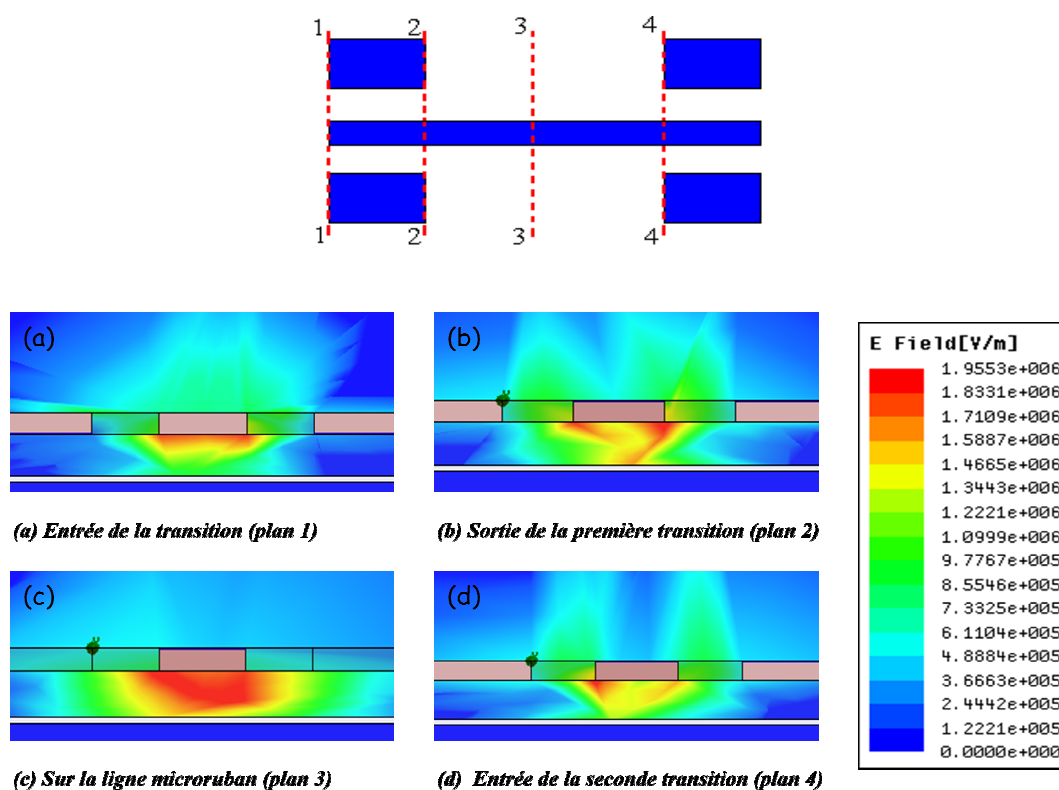 1 2 3 4
1 2 3 4
(a)
(b)
(a) Entrée de la transition (plan 1)
(b) Sortie de la première transition (plan 2)
(c)
(d)
(c) Sur la ligne microruban (plan 3)
(d) Entrée de la seconde transition (plan 4)
E Field[V/m]
1.9553e+006
1.8331e+006
1.7109e+006
1.5887e+006
1.4665e+006
1.3443e+006
1.2221e+006
1.0999e+006
9.7767e+005
8.5546e+005
7.3325e+005
6.1104e+005
4.8884e+005
3.6663e+005
2.4442e+005
1.2221e+005
0.0000e+000